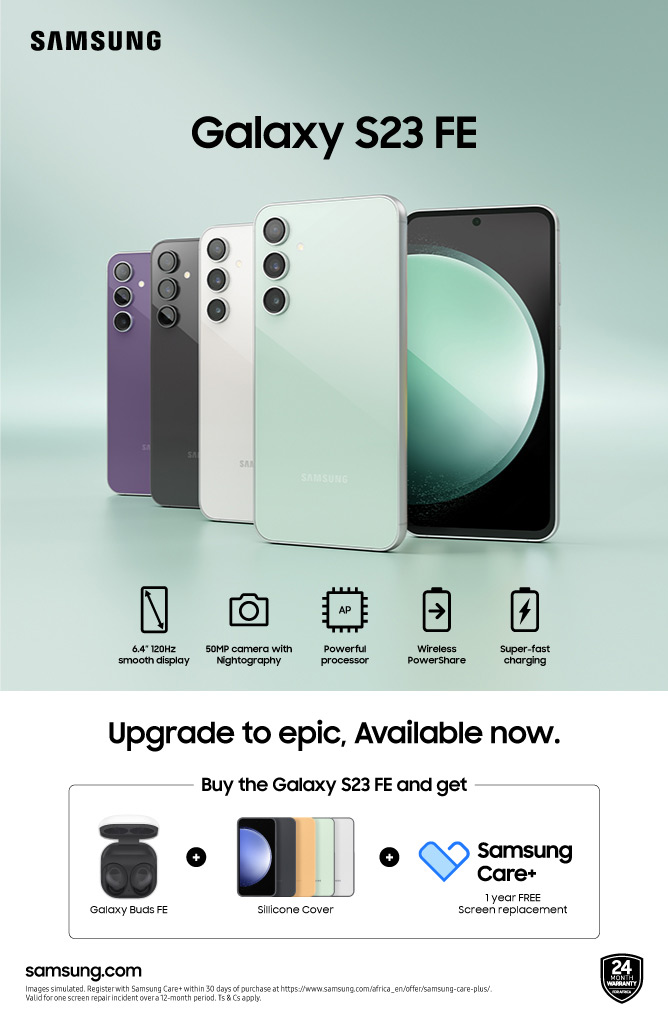 SAMSUNG
Galaxy S23 FE
SAMSUNG
6.4" 120Hz
smooth display
50MP camera with
Nightography
AP
Powerful
processor
Wireless
PowerShare
Super-fast
charging
Upgrade to epic, Available now.
Buy the Galaxy S23 FE and get
Galaxy Buds FE
+
Sillicone Cover
+
Samsung
Care+
1 year FREE
Screen replacement
samsung.com
Images simulated. Register with Samsung Care+ within 30 days of purchase at https://www.samsung.com/africa_en/offer/samsung-care-plus/.
Valid for one screen repair incident over a 12-month period. Ts & Cs apply.
24
MONTH
WARRANTY
FOR AFRICA